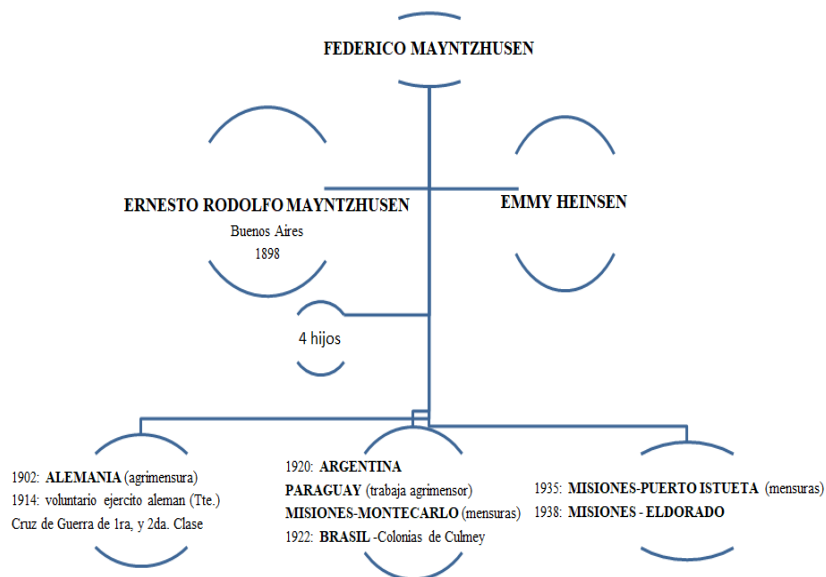 FEDERICO MAYNTZHUSEN
ERNESTO RODOLFO MAYNTZHUSEN
Buenos Aires
1898
EMMY HEINSEN
4 hijos
1902: ALEMANIA (agrimensura)
1914: voluntario ejercito aleman (Tte.)
Cruz de Guerra de 1ra, y 2da. Clase
1920: ARGENTINA
PARAGUAY (trabaja agrimensor)
MISIONES-MONTECARLO (mensuras)
1922: BRASIL -Colonias de Culmey
1935: MISIONES-PUERTO ISTUETA (mensuras)
1938: MISIONES - ELDORADO